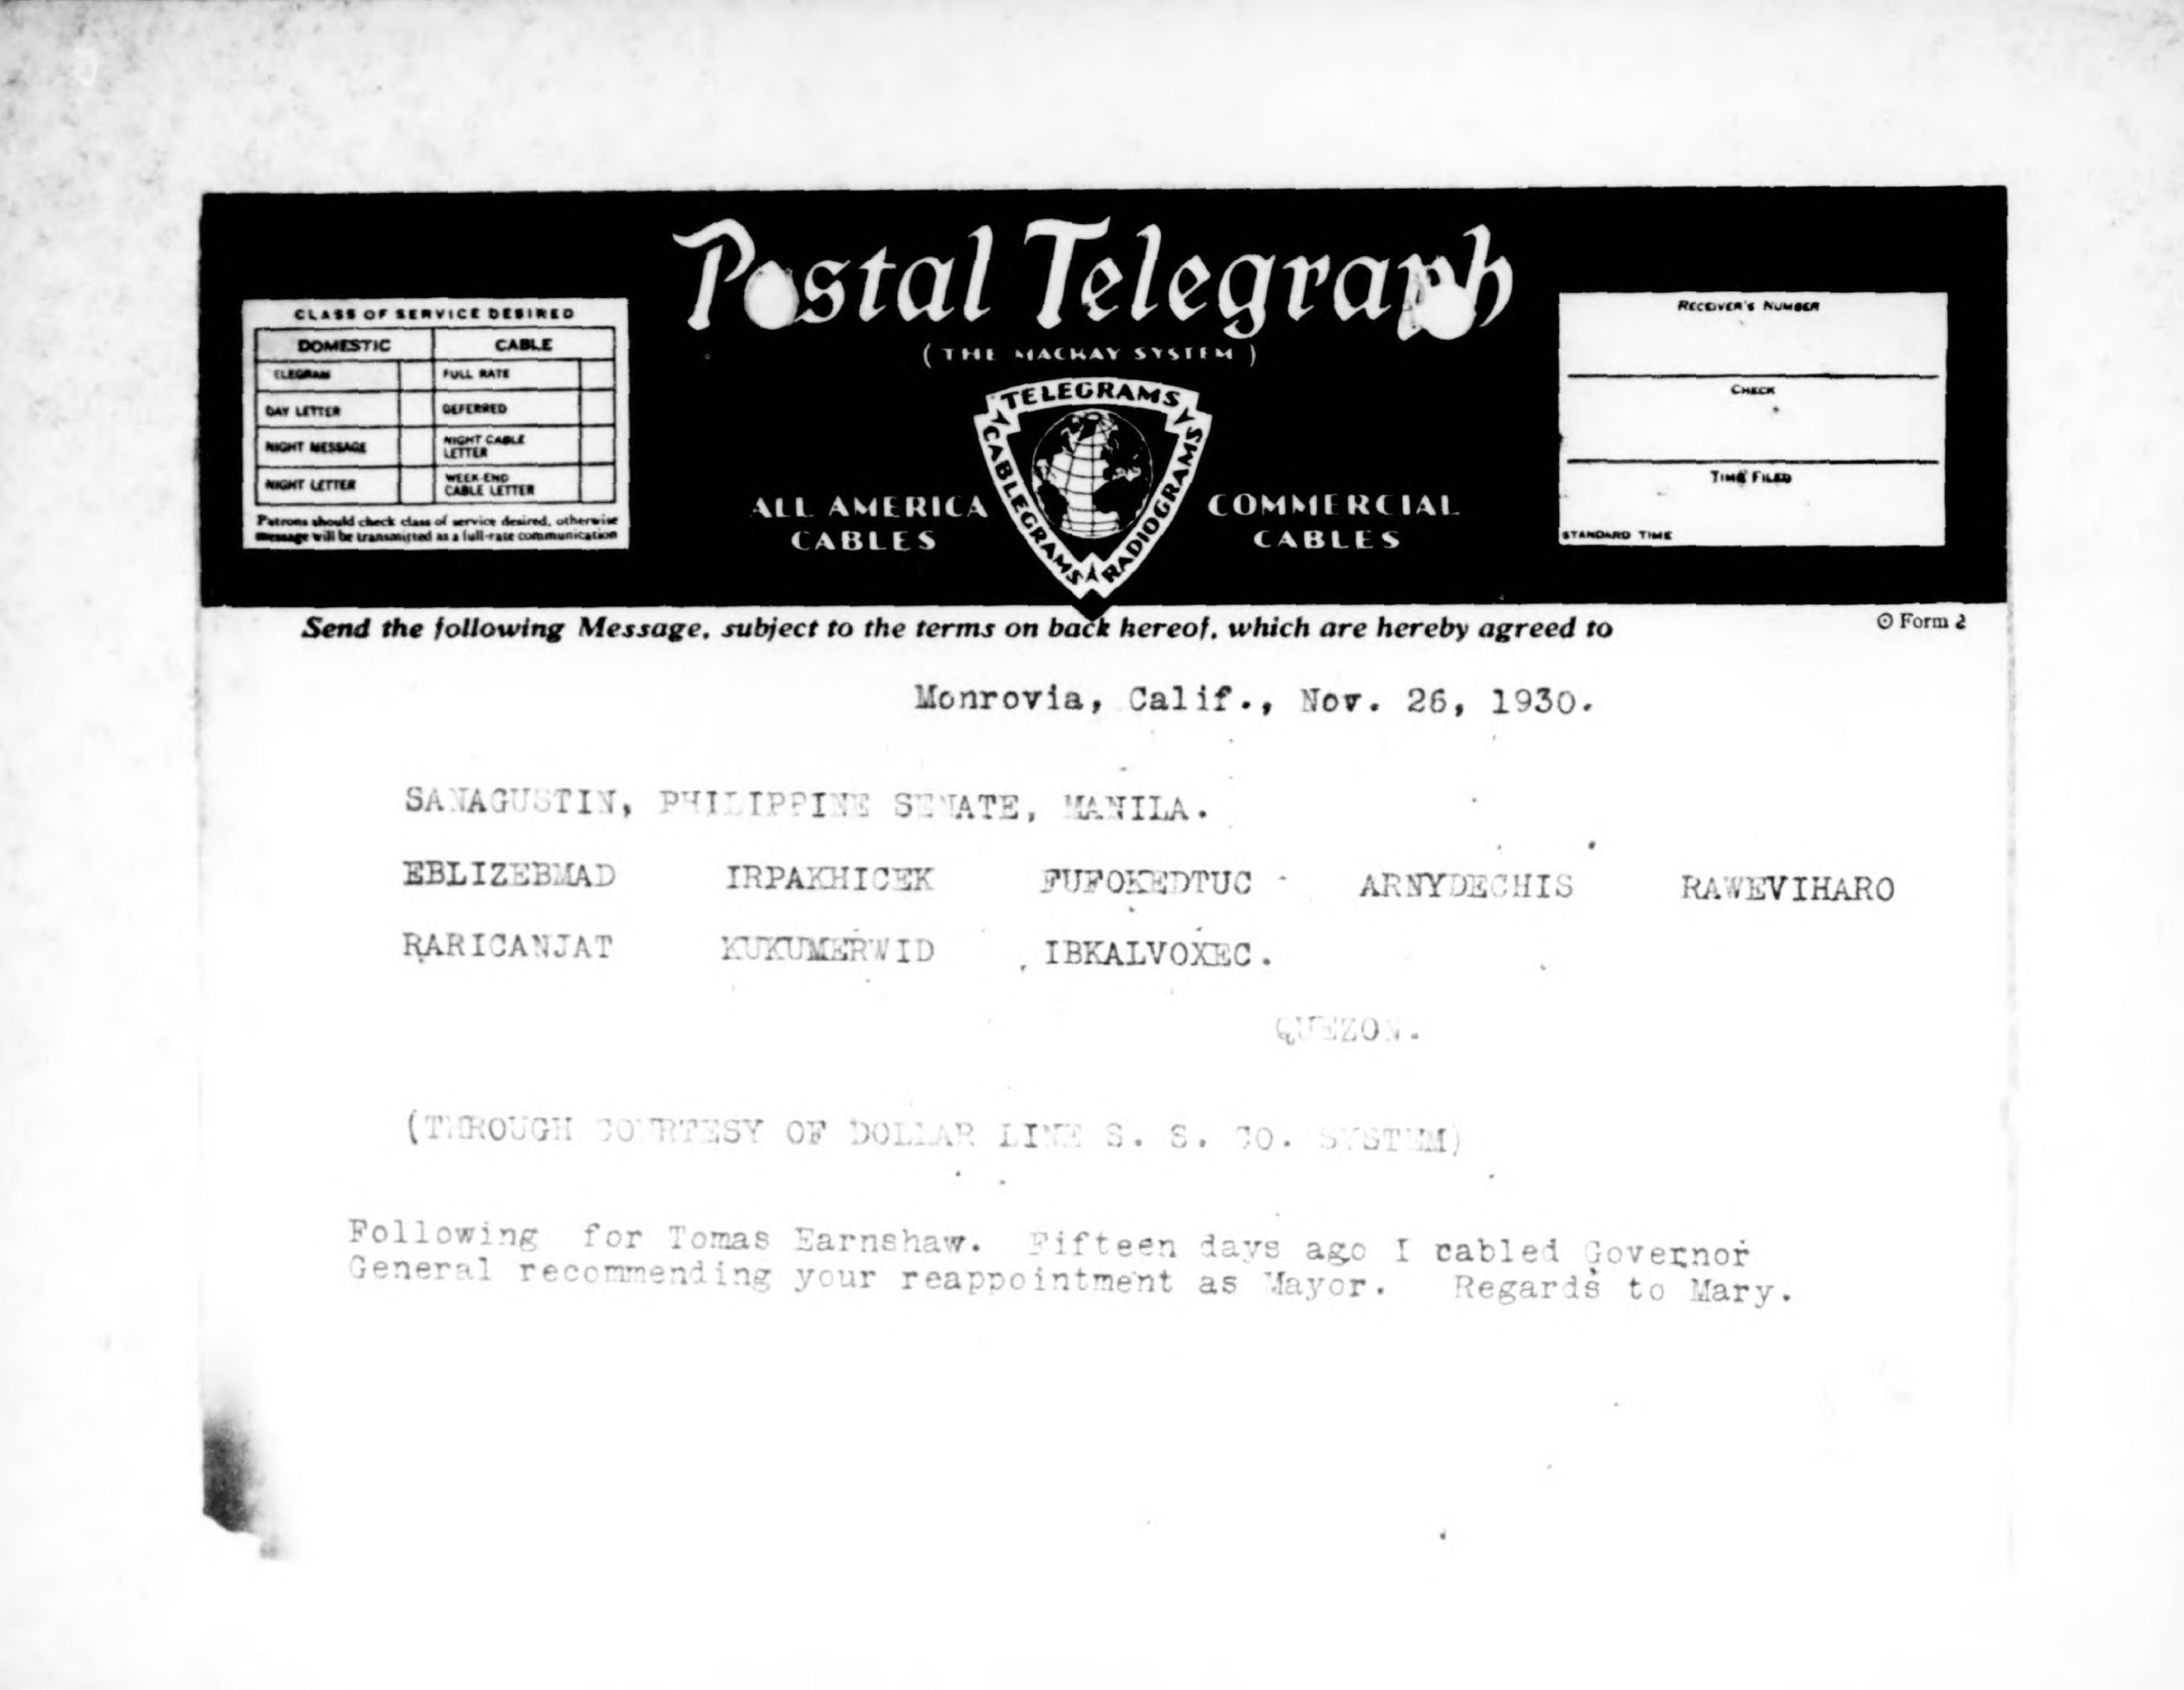 Postal Telegraph
(THE MACKAY SYSTEM)
CLASS OF SERVICE DESIRED
DOMESTIC CABLE
TELEGRAM FULL RATE
DAY LETTER DEFERRED
NIGHT MESSAGE NIGHT CABLE LETTER
NIGHT LETTER WEEK-END CABLE LETTER
Patrons should check class of service desired, otherwise
message will be transmitted as a full-rate communication
TELEGRAMS
CABLEGRAMS
RADIOGRAMS
ALL AMERICA
CABLES
COMMERCIAL
CABLES
RECEIVER'S NUMBER
CHECK
TIME FILED
STANDARD TIME
Send the following Message, subject to the terms on back hereof, which are hereby agreed to
Form 2
Monrovia, Calif., Nov. 26, 1930.
SANAGUSTIN, PHILIPPINE SENATE, MANILA.
EBLIZEBMAD IRPAKHICEK FUFOKEDTUC ARNYDECHIS RAWEVIHARO
RARICANJAT KUKUMERWID IBKALVOXEC.
QUEZON.
(THROUGH COURTESY OF DOLLAR LINE S. S. CO. SYSTEM)
Following for Tomas Earnshaw. Fifteen days ago I cabled Governor
General recommending your reappointment as Mayor. Regards to Mary.